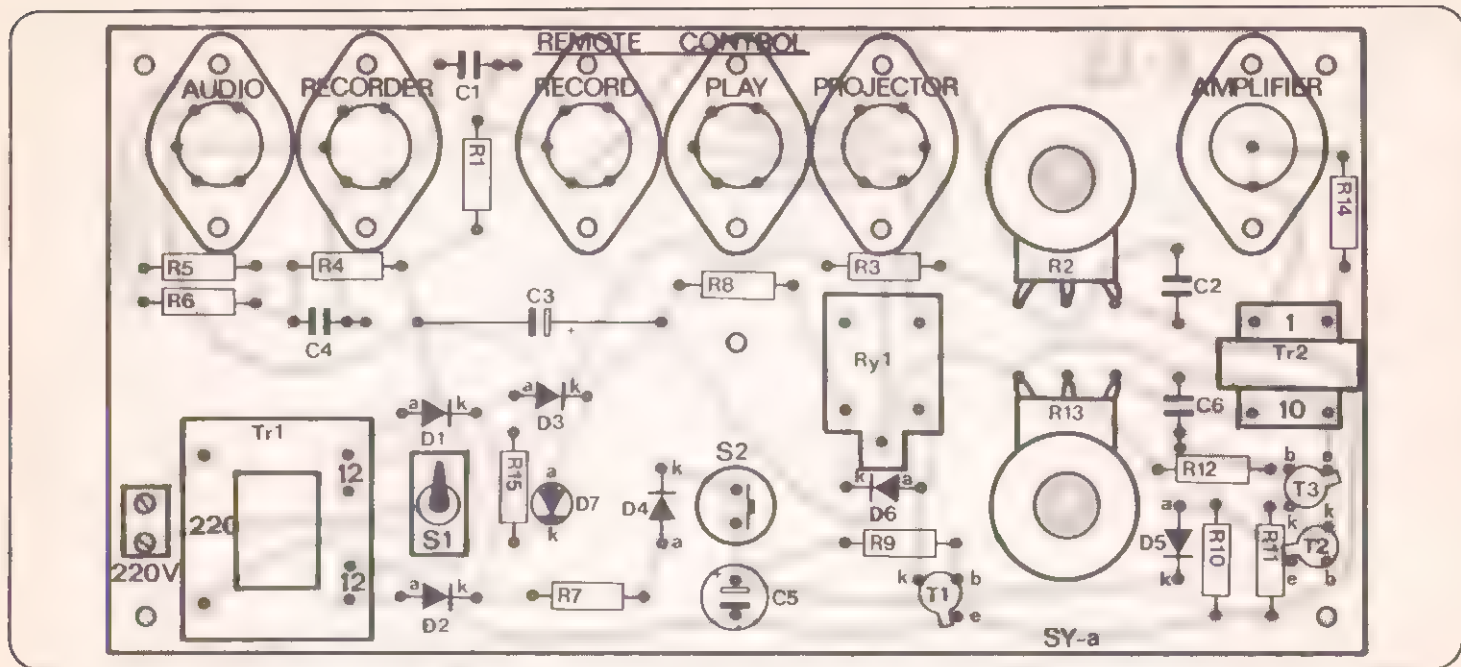 REMOTE CONTROL
AUDIO RECORDER C1 RECORD PLAY PROJECTOR AMPLIFIER
R1
R14
R5 R4 R8 R3 R2 C2
R6
C3
+
C4
1
Ry1
Tr2
a k
D3
C6
10
R13
Tr1
a k
D1
12
S2
b e
R12
T3
k
R15
a
D7
k
k
D4
a
k a
D6
220
S1
a
D5
k
R10
R11
k
T2
e b
R9
220V
12
a k
D2
R7
+
C5
k b
T1
e
SY-a